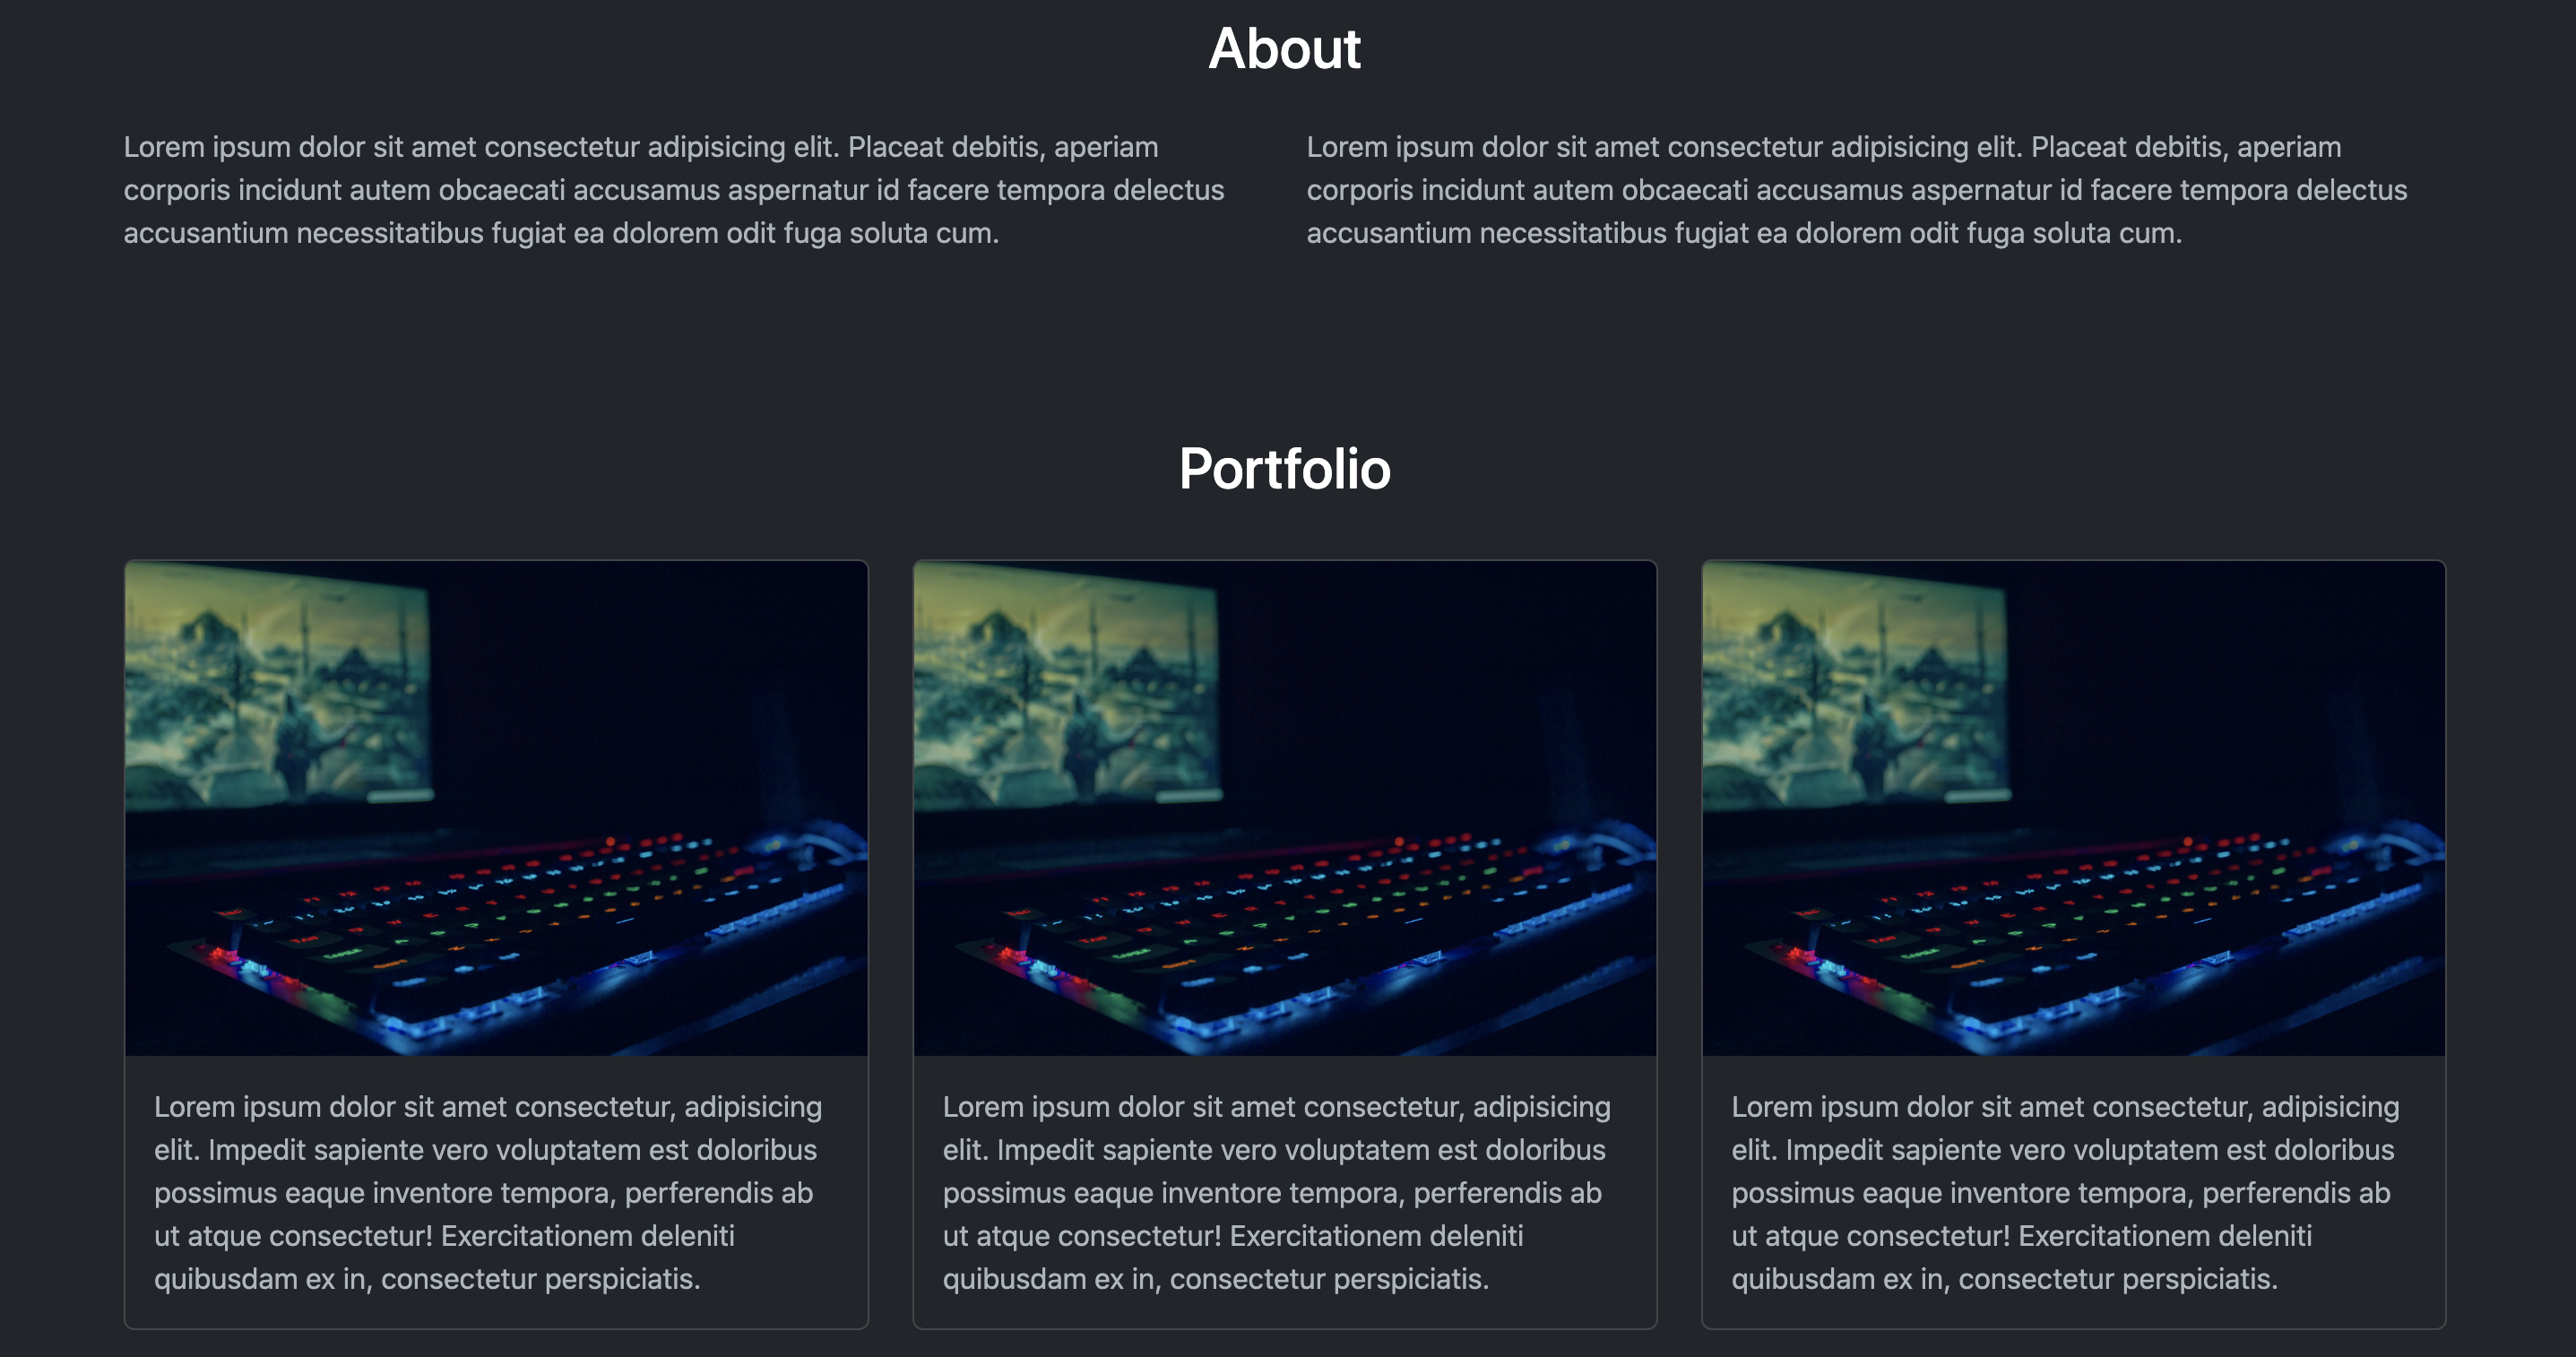 About
Lorem ipsum dolor sit amet consectetur adipisicing elit. Placeat debitis, aperiam
corporis incidunt autem obcaecati accusamus aspernatur id facere tempora delectus
accusantium necessitatibus fugiat ea dolorem odit fuga soluta cum.
Lorem ipsum dolor sit amet consectetur adipisicing elit. Placeat debitis, aperiam
corporis incidunt autem obcaecati accusamus aspernatur id facere tempora delectus
accusantium necessitatibus fugiat ea dolorem odit fuga soluta cum.
Portfolio
Lorem ipsum dolor sit amet consectetur, adipisicing
elit. Impedit sapiente vero voluptatem est doloribus
possimus eaque inventore tempora, perferendis ab
ut atque consectetur! Exercitationem deleniti
quibusdam ex in, consectetur perspiciatis.
Lorem ipsum dolor sit amet consectetur, adipisicing
elit. Impedit sapiente vero voluptatem est doloribus
possimus eaque inventore tempora, perferendis ab
ut atque consectetur! Exercitationem deleniti
quibusdam ex in, consectetur perspiciatis.
Lorem ipsum dolor sit amet consectetur, adipisicing
elit. Impedit sapiente vero voluptatem est doloribus
possimus eaque inventore tempora, perferendis ab
ut atque consectetur! Exercitationem deleniti
quibusdam ex in, consectetur perspiciatis.